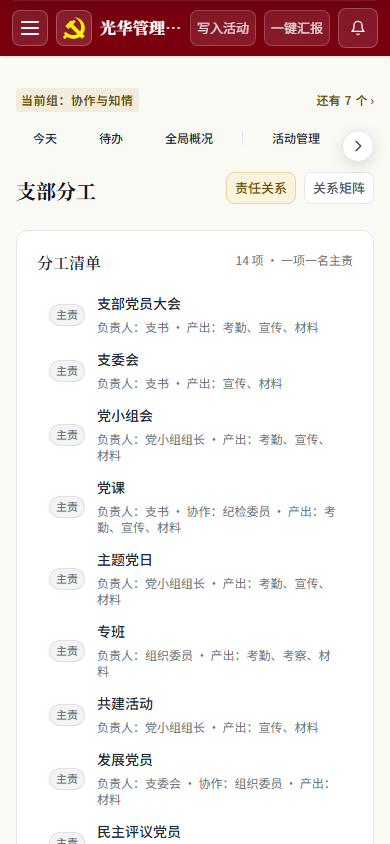 光华管理…
写入活动
一键汇报
当前组：协作与知情
还有 7 个 ›
今天
待办
全局概况
活动管理
支部分工
责任关系
关系矩阵
分工清单
14 项 · 一项一名主责
主责
支部党员大会
负责人：支书 · 产出：考勤、宣传、材料
主责
支委会
负责人：支书 · 产出：宣传、材料
主责
党小组会
负责人：党小组组长 · 产出：考勤、宣传、
材料
主责
党课
负责人：支书 · 协作：纪检委员 · 产出：考
勤、宣传、材料
主责
主题党日
负责人：党小组组长 · 产出：考勤、宣传、
材料
主责
专班
负责人：组织委员 · 产出：考勤、考察、材
料
主责
共建活动
负责人：党小组组长 · 产出：宣传、材料
主责
发展党员
负责人：支委会 · 协作：组织委员 · 产出：
材料
主责
民主评议党员